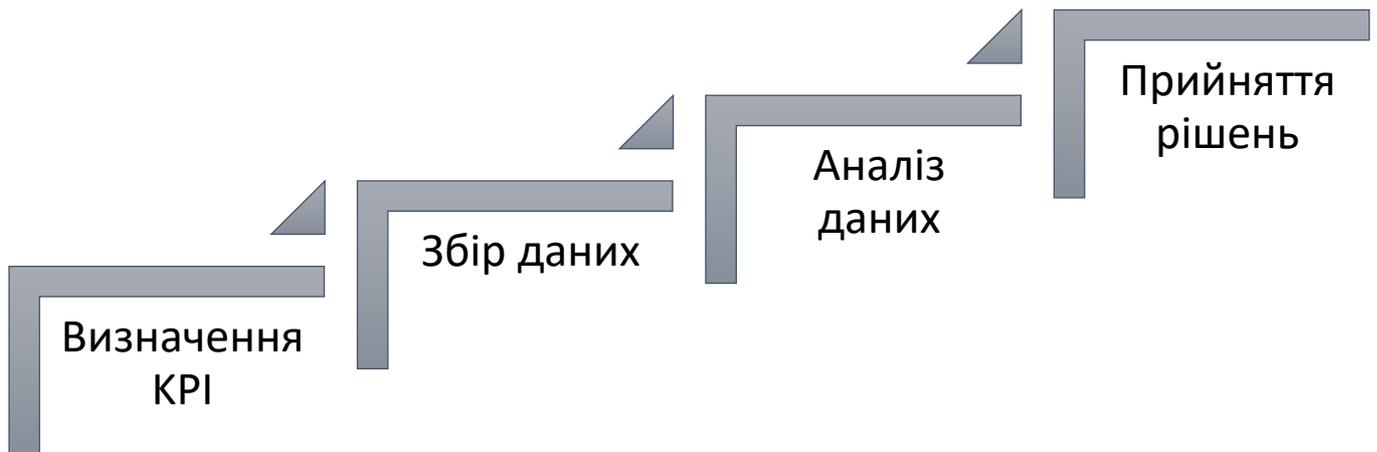 Визначення
KPI
Збір даних
Аналіз
даних
Прийняття
рішень